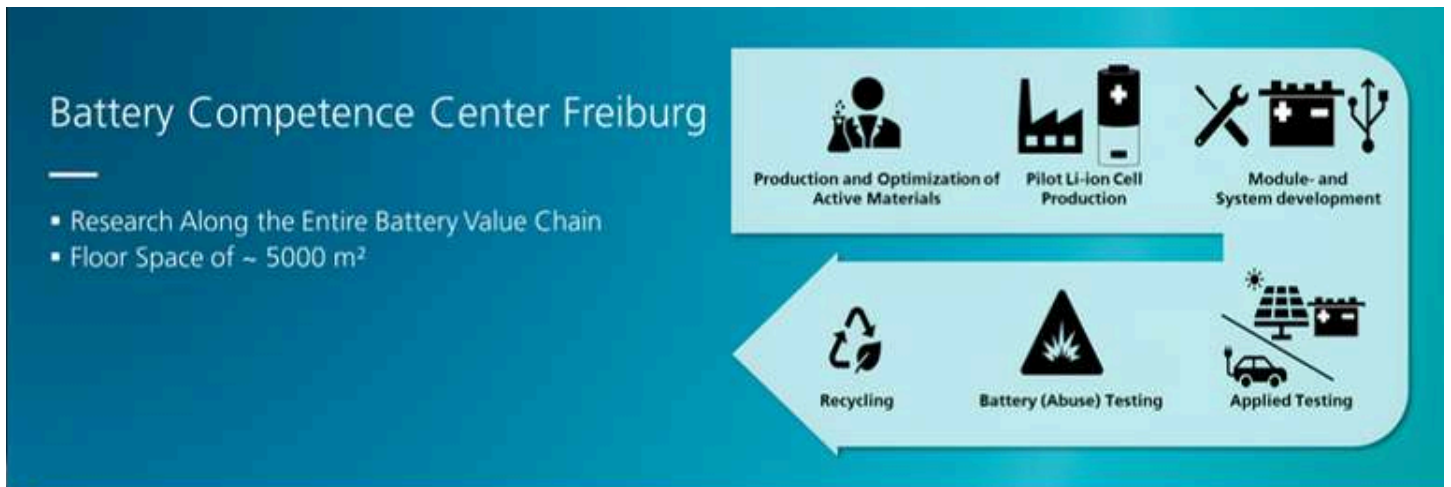 Battery Competence Center Freiburg
▪ Research Along the Entire Battery Value Chain
▪ Floor Space of ~ 5000 m²
Production and Optimization of
Active Materials
Pilot Li-ion Cell
Production
Module- and
System development
Applied Testing
Battery (Abuse) Testing
Recycling